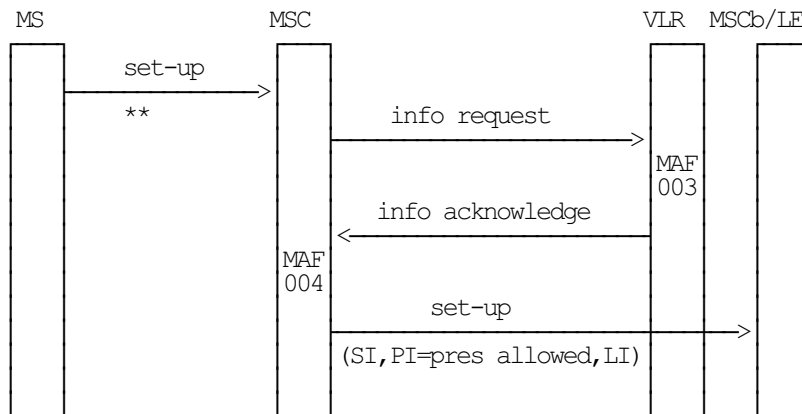 MS MSC VLR MSCb/LE
set-up
**
info request
MAF
003
info acknowledge
MAF
004
set-up
(SI,PI=pres allowed,LI)